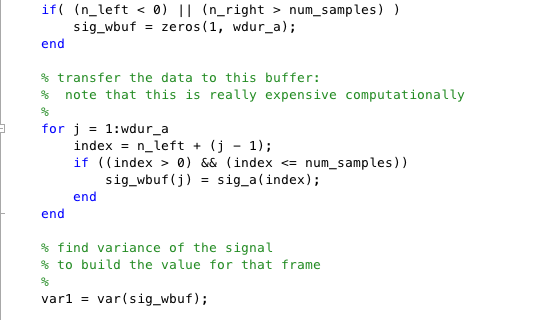 if( (n_left < 0) || (n_right > num_samples) )
    sig_wbuf = zeros(1, wdur_a);
end

% transfer the data to this buffer:
%  note that this is really expensive computationally
%
for j = 1:wdur_a
    index = n_left + (j - 1);
    if ((index > 0) && (index <= num_samples))
        sig_wbuf(j) = sig_a(index);
    end
end

% find variance of the signal
% to build the value for that frame
%
var1 = var(sig_wbuf);